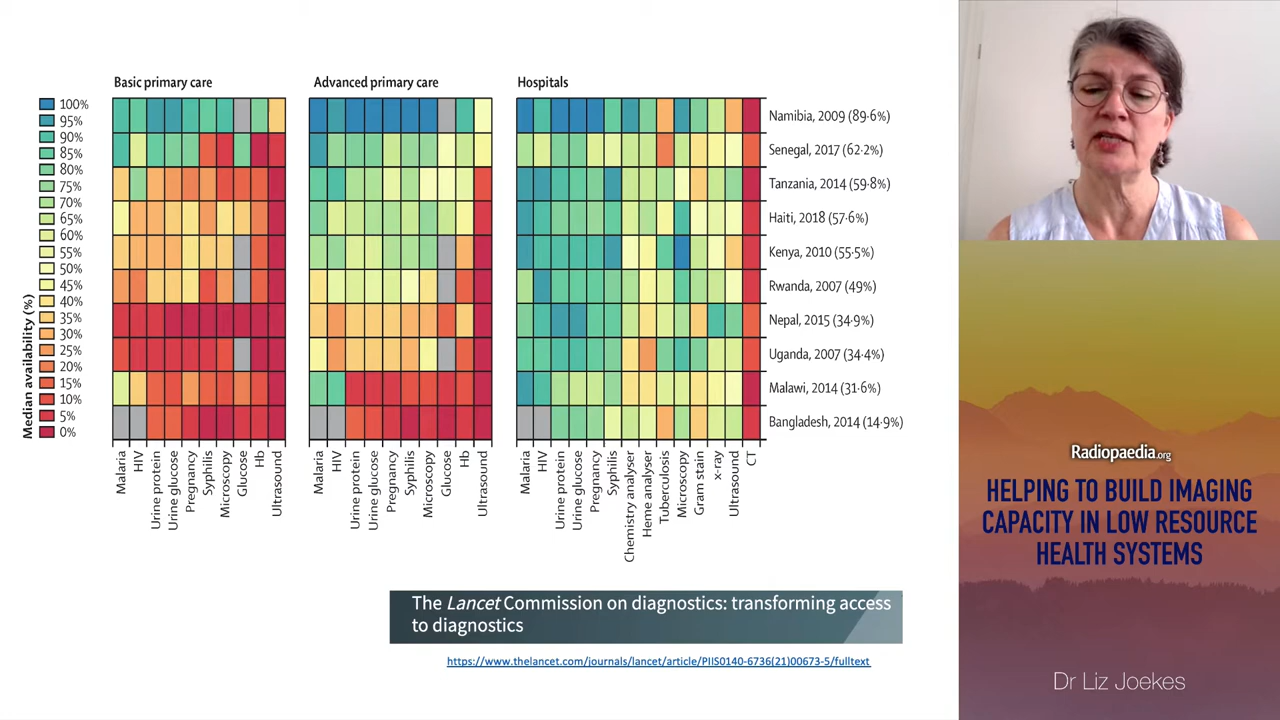 Basic primary care
Advanced primary care
Hospitals
Median availability (%)
100%
95%
90%
85%
80%
75%
70%
65%
60%
55%
50%
45%
40%
35%
30%
25%
20%
15%
10%
5%
0%
Namibia, 2009 (89·6%)
Senegal, 2017 (62·2%)
Tanzania, 2014 (59·8%)
Haiti, 2018 (57·6%)
Kenya, 2010 (55·5%)
Rwanda, 2007 (49%)
Nepal, 2015 (34·9%)
Uganda, 2007 (34·4%)
Malawi, 2014 (31·6%)
Bangladesh, 2014 (14·9%)
Malaria
HIV
Urine protein
Urine glucose
Pregnancy
Syphilis
Microscopy
Glucose
Hb
Ultrasound
Malaria
HIV
Urine protein
Urine glucose
Pregnancy
Syphilis
Microscopy
Glucose
Hb
Ultrasound
Malaria
HIV
Urine protein
Urine glucose
Pregnancy
Syphilis
Chemistry analyser
Heme analyser
Tuberculosis
Microscopy
Gram stain
x-ray
Ultrasound
CT
The Lancet Commission on diagnostics: transforming access
to diagnostics
https://www.thelancet.com/journals/lancet/article/PIIS0140-6736(21)00673-5/fulltext
Radiopaedia.org
HELPING TO BUILD IMAGING
CAPACITY IN LOW RESOURCE
HEALTH SYSTEMS
Dr Liz Joekes